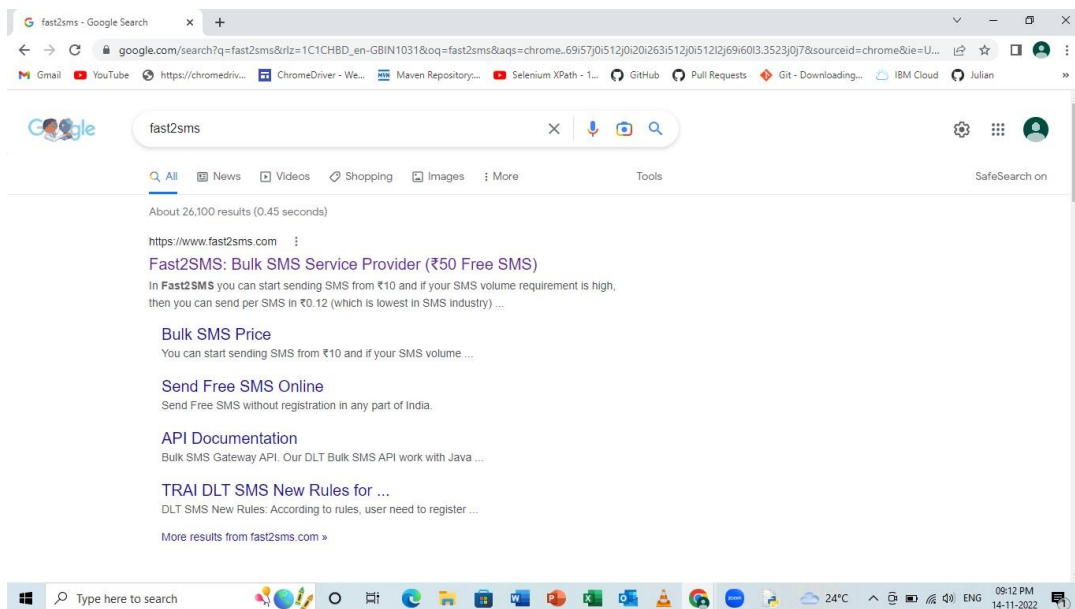 fast2sms - Google Search
google.com/search?q=fast2sms&rlz=1C1CHBD_en-GBIN1031&oq=fast2sms&aqs=chrome..69i57j0i512j0i20i263i512j0i512l2j69i60l3.3523j0j7&sourceid=chrome&ie=U...
Gmail YouTube https://chromedriv... ChromeDriver - We... Maven Repository:... Selenium XPath - 1... GitHub Pull Requests Git - Downloading... IBM Cloud Julian »
Google fast2sms
All News Videos Shopping Images More Tools SafeSearch on
About 26,100 results (0.45 seconds)
https://www.fast2sms.com
Fast2SMS: Bulk SMS Service Provider (₹50 Free SMS)
In Fast2SMS you can start sending SMS from ₹10 and if your SMS volume requirement is high,
then you can send per SMS in ₹0.12 (which is lowest in SMS industry) ...
Bulk SMS Price
You can start sending SMS from ₹10 and if your SMS volume ...
Send Free SMS Online
Send Free SMS without registration in any part of India.
API Documentation
Bulk SMS Gateway API. Our DLT Bulk SMS API work with Java ...
TRAI DLT SMS New Rules for ...
DLT SMS New Rules: According to rules, user need to register ...
More results from fast2sms.com »
Type here to search 24°C ENG 09:12 PM
14-11-2022